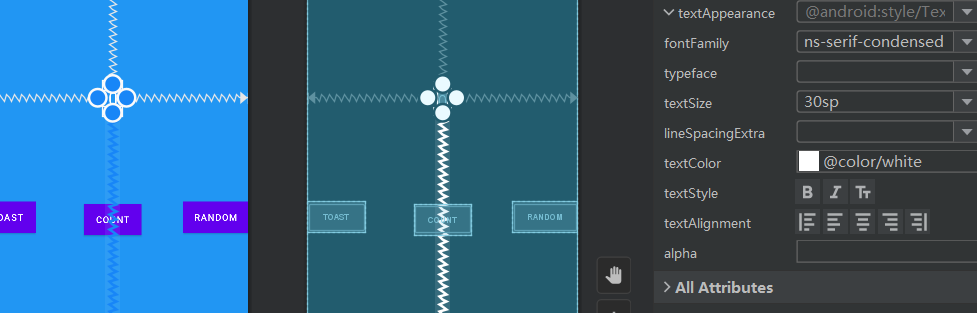 textAppearance @android:style/Tex
fontFamily ns-serif-condensed
typeface
textSize 30sp
lineSpacingExtra
textColor @color/white
textStyle B I Tт
textAlignment
alpha
All Attributes
OAST COUNT RANDOM
TOAST COUNT RANDOM